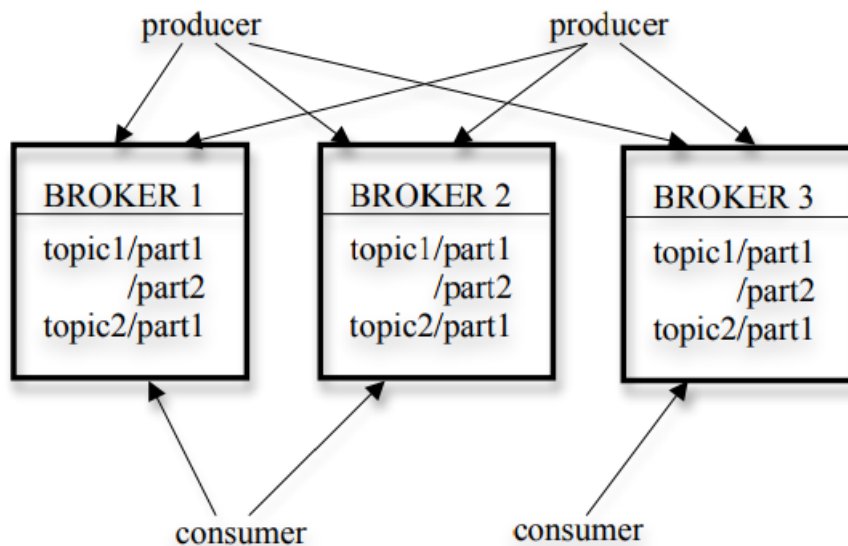 producer producer
BROKER 1
topic1/part1
/part2
topic2/part1
BROKER 2
topic1/part1
/part2
topic2/part1
BROKER 3
topic1/part1
/part2
topic2/part1
consumer consumer